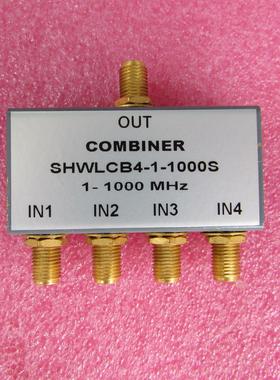 OUT
COMBINER
SHWLCB4-1-1000S
1- 1000 MHz
IN1 IN2 IN3 IN4